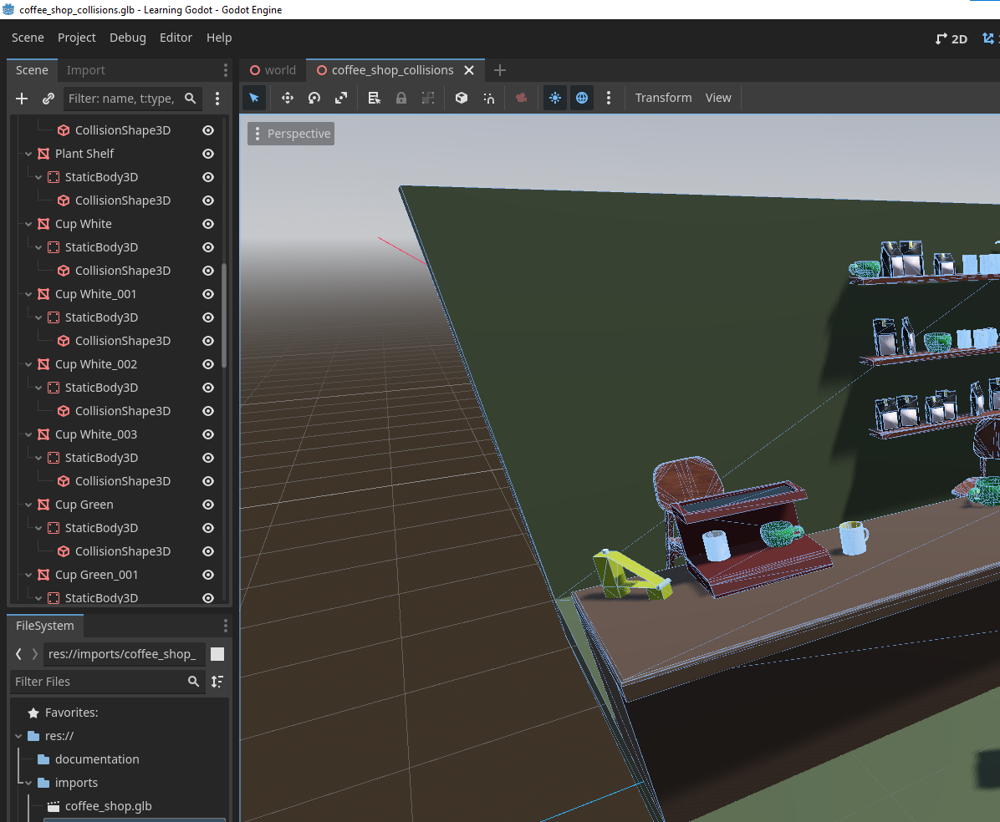 coffee_shop_collisions.glb - Learning Godot - Godot Engine
Scene Project Debug Editor Help
2D
Scene Import
world coffee_shop_collisions
Filter: name, t:type,
Transform View
Perspective
CollisionShape3D
Plant Shelf
StaticBody3D
CollisionShape3D
Cup White
StaticBody3D
CollisionShape3D
Cup White_001
StaticBody3D
CollisionShape3D
Cup White_002
StaticBody3D
CollisionShape3D
Cup White_003
StaticBody3D
CollisionShape3D
Cup Green
StaticBody3D
CollisionShape3D
Cup Green_001
StaticBody3D
FileSystem
res://imports/coffee_shop_
Filter Files
Favorites:
res://
documentation
imports
coffee_shop.glb